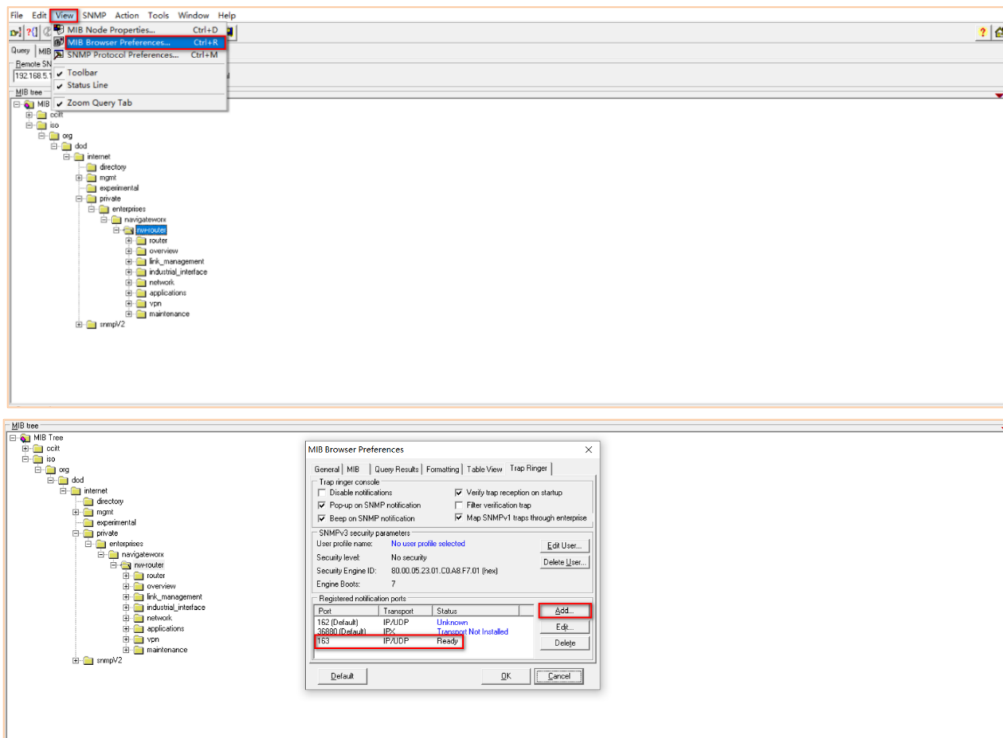 File Edit View SNMP Action Tools Window Help
MIB Node Properties... Ctrl+D
MIB Browser Preferences... Ctrl+R
Query MIB
SNMP Protocol Preferences... Ctrl+M
Remote SN
192.168.5.1
Toolbar
Status Line
MIB tree
Zoom Query Tab
MIB
ccitt
iso
org
dod
internet
directory
mgmt
experimental
private
enterprises
navigateworx
nw-router
router
overview
link_management
industrial_interface
network
applications
vpn
maintenance
snmpV2
MIB tree
MIB Tree
ccitt
iso
org
dod
internet
directory
mgmt
experimental
private
enterprises
navigateworx
nw-router
router
overview
link_management
industrial_interface
network
applications
vpn
maintenance
snmpV2
MIB Browser Preferences
General MIB Query Results Formatting Table View Trap Ringer
Trap ringer console
Disable notifications Verify trap reception on startup
Pop-up on SNMP notification Filter verification trap
Beep on SNMP notification Map SNMPv1 traps through enterprise
SNMPv3 security parameters
User profile name: No user profile selected Edit User...
Security level: No security Delete User...
Security Engine ID: 80.00.05.23.01.C0.A8.F7.01 (hex)
Engine Boots: 7
Registered notification ports
Port Transport Status Add...
162 (Default) IP/UDP Unknown
36880 (Default) IPX Transport Not Installed Edit...
163 IP/UDP Ready Delete
Default OK Cancel